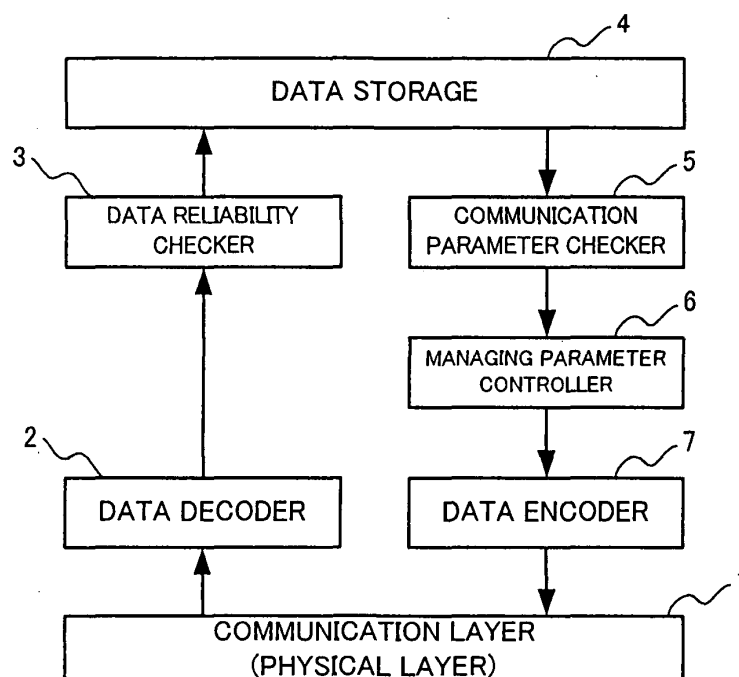 4
DATA STORAGE
3
5
DATA RELIABILITY
CHECKER
COMMUNICATION
PARAMETER CHECKER
6
MANAGING PARAMETER
CONTROLLER
2
7
DATA DECODER
DATA ENCODER
COMMUNICATION LAYER
(PHYSICAL LAYER)